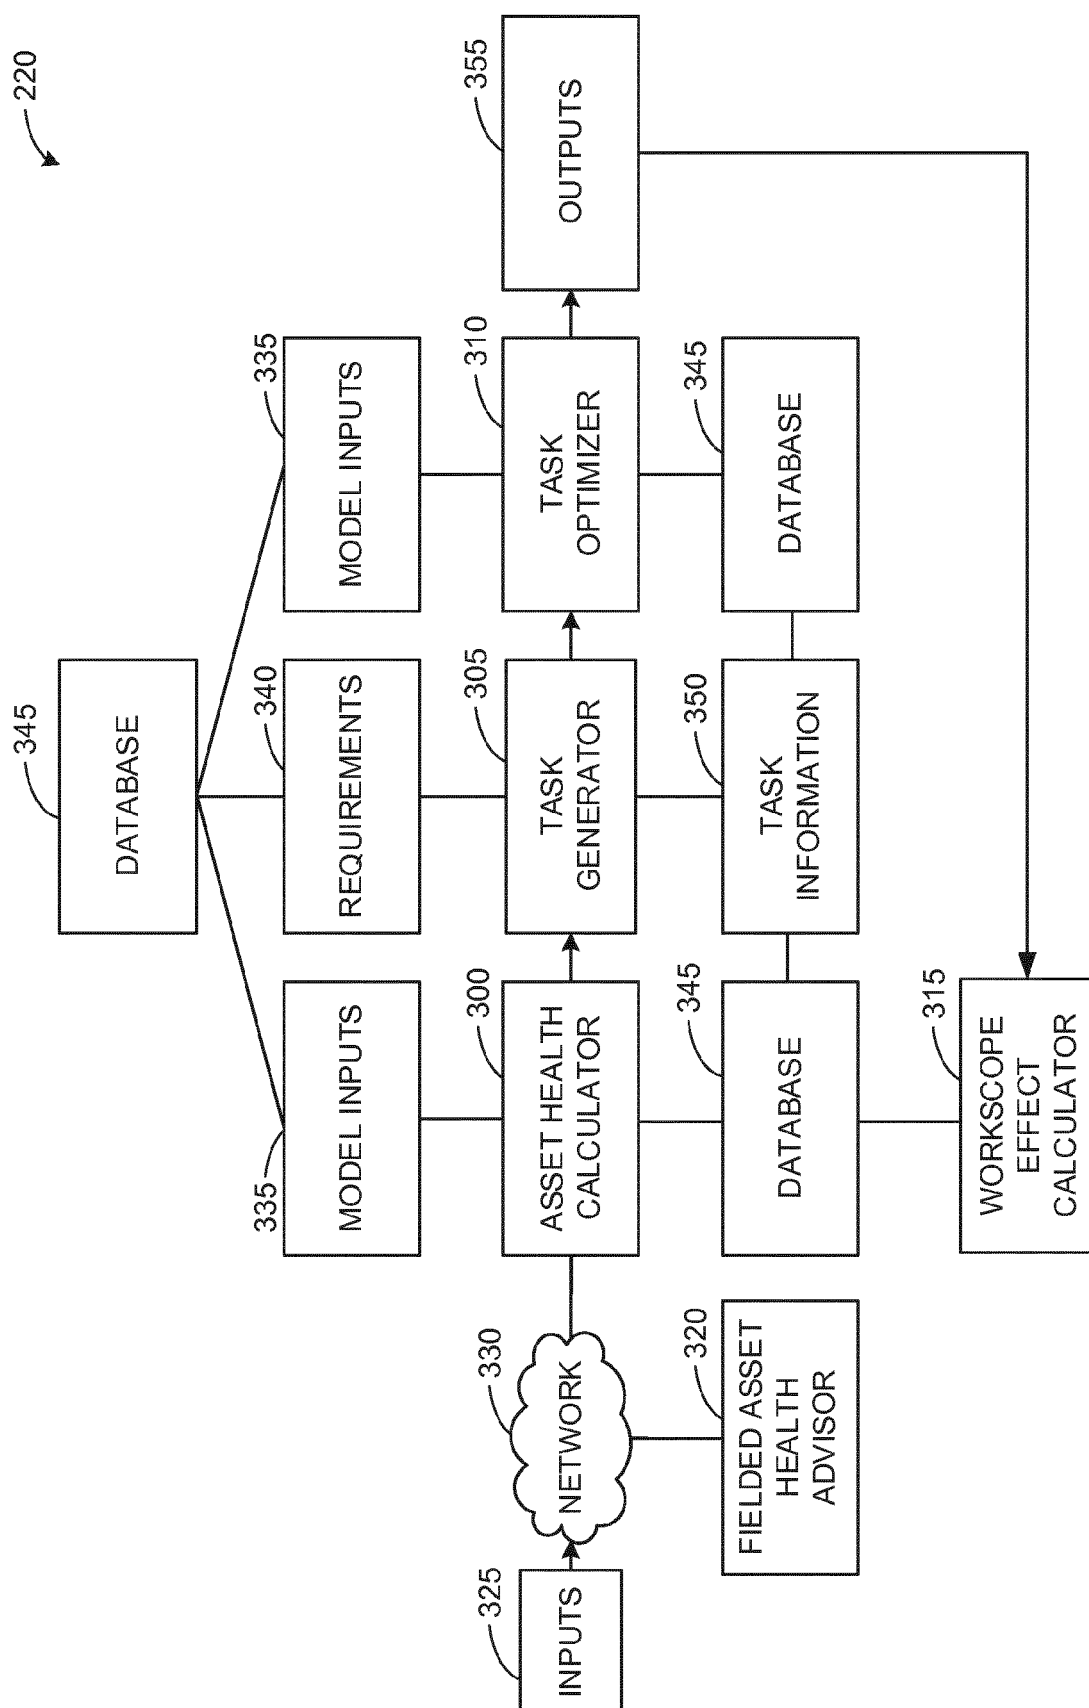 220
345
DATABASE
335
MODEL INPUTS
340
REQUIREMENTS
335
MODEL INPUTS
325
INPUTS
330
NETWORK
300
ASSET HEALTH
CALCULATOR
305
TASK
GENERATOR
310
TASK
OPTIMIZER
355
OUTPUTS
320
FIELDED ASSET
HEALTH
ADVISOR
345
DATABASE
350
TASK
INFORMATION
345
DATABASE
315
WORKSCOPE
EFFECT
CALCULATOR